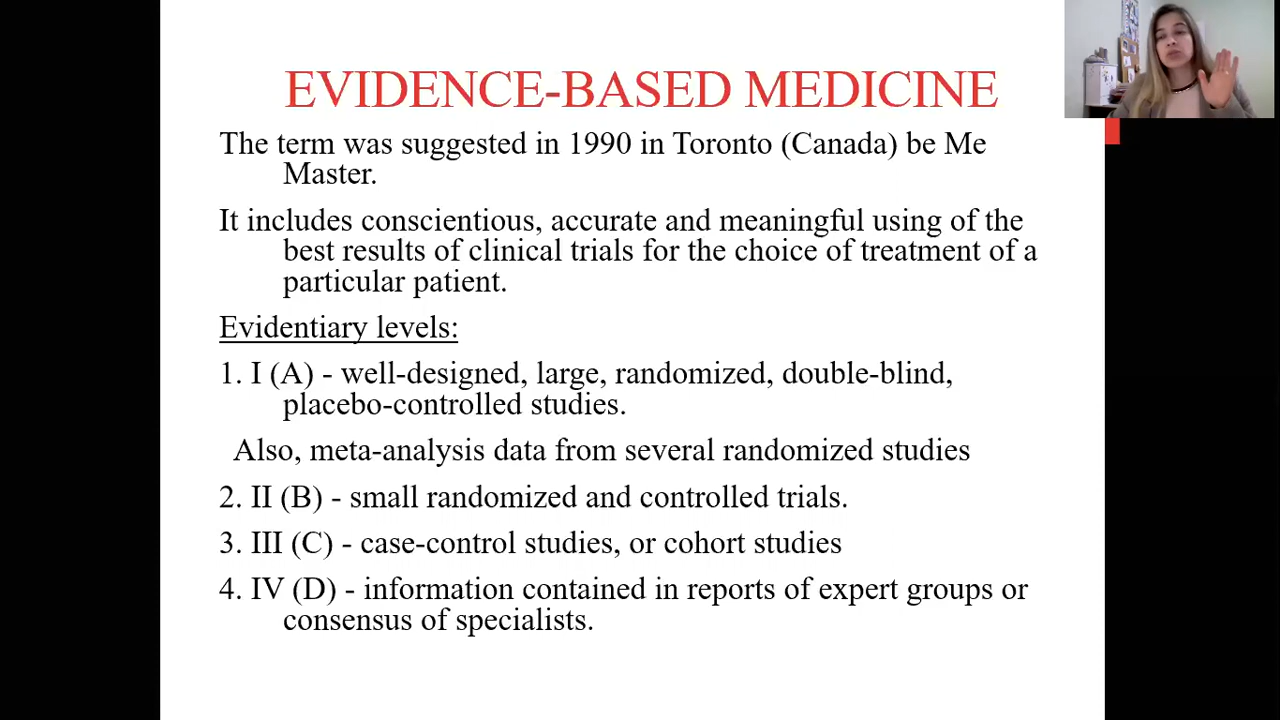 EVIDENCE-BASED MEDICINE
The term was suggested in 1990 in Toronto (Canada) be Me
Master.
It includes conscientious, accurate and meaningful using of the
best results of clinical trials for the choice of treatment of a
particular patient.
Evidentiary levels:
1. I (A) - well-designed, large, randomized, double-blind,
placebo-controlled studies.
Also, meta-analysis data from several randomized studies
2. II (B) - small randomized and controlled trials.
3. III (C) - case-control studies, or cohort studies
4. IV (D) - information contained in reports of expert groups or
consensus of specialists.